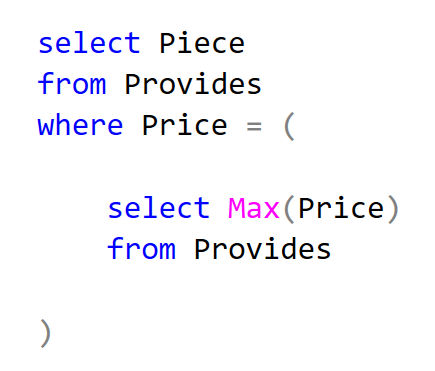 select Piece
from Provides
where Price = (
select Max(Price)
from Provides
)